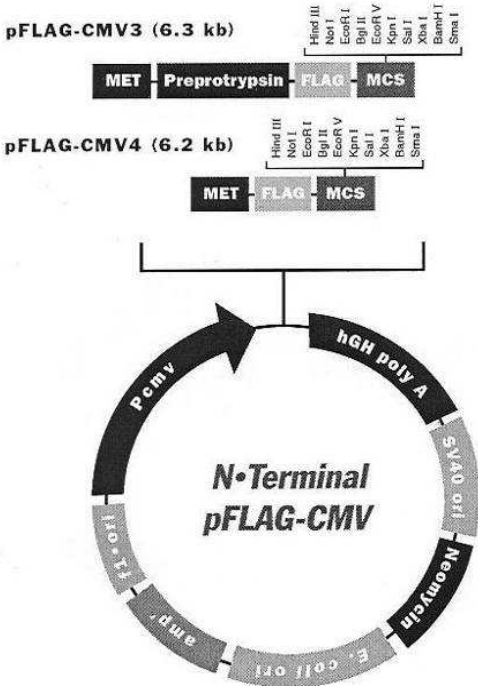 pFLAG-CMV3 (6.3 kb)
Hind III
Not I
EcoR I
Bgl II
EcoR V
Kpn I
Sal I
Xba I
BamH I
Sma I
MET Preprotrypsin FLAG MCS
pFLAG-CMV4 (6.2 kb)
Hind III
Not I
EcoR I
Bgl II
EcoR V
Kpn I
Sal I
Xba I
BamH I
Sma I
MET FLAG MCS
Pcmv
hGH poly A
SV40 ori
Neomycin
E. coli ori
ampʳ
f1•ori
N•Terminal
pFLAG-CMV